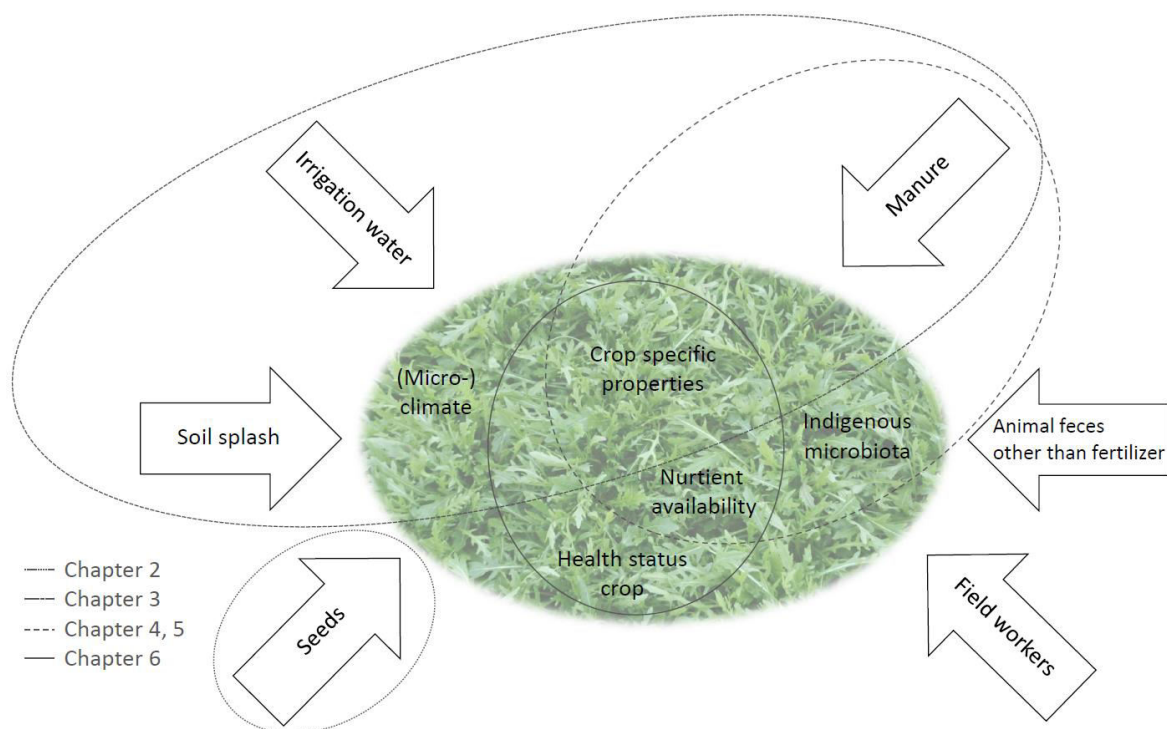 Irrigation water
Manure
Crop specific
properties
(Micro-)
climate
Soil splash
Indigenous
microbiota
Animal feces
other than fertilizer
Nurtient
availability
Health status
crop
Seeds
Field workers
Chapter 2
Chapter 3
Chapter 4, 5
Chapter 6